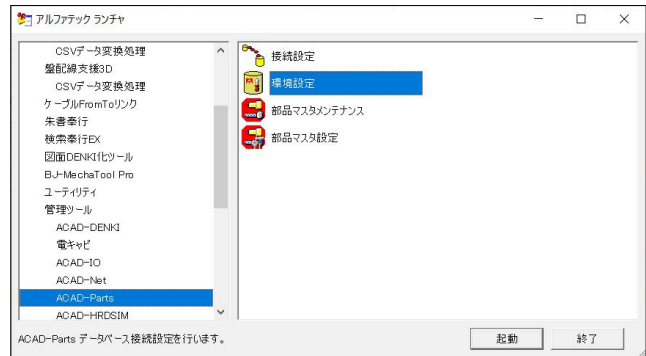 アルファテック ランチャ
CSVデータ変換処理
盤配線支援3D
CSVデータ変換処理
ケーブルFromToリンク
朱書奉行
検索奉行EX
図面DENKI化ツール
BJ-MechaTool Pro
ユーティリティ
管理ツール
ACAD-DENKI
電キャビ
ACAD-IO
ACAD-Net
ACAD-Parts
ACAD-HRDSIM
接続設定
環境設定
部品マスタメンテナンス
部品マスタ設定
ACAD-Parts データベース接続設定を行います。
起動
終了